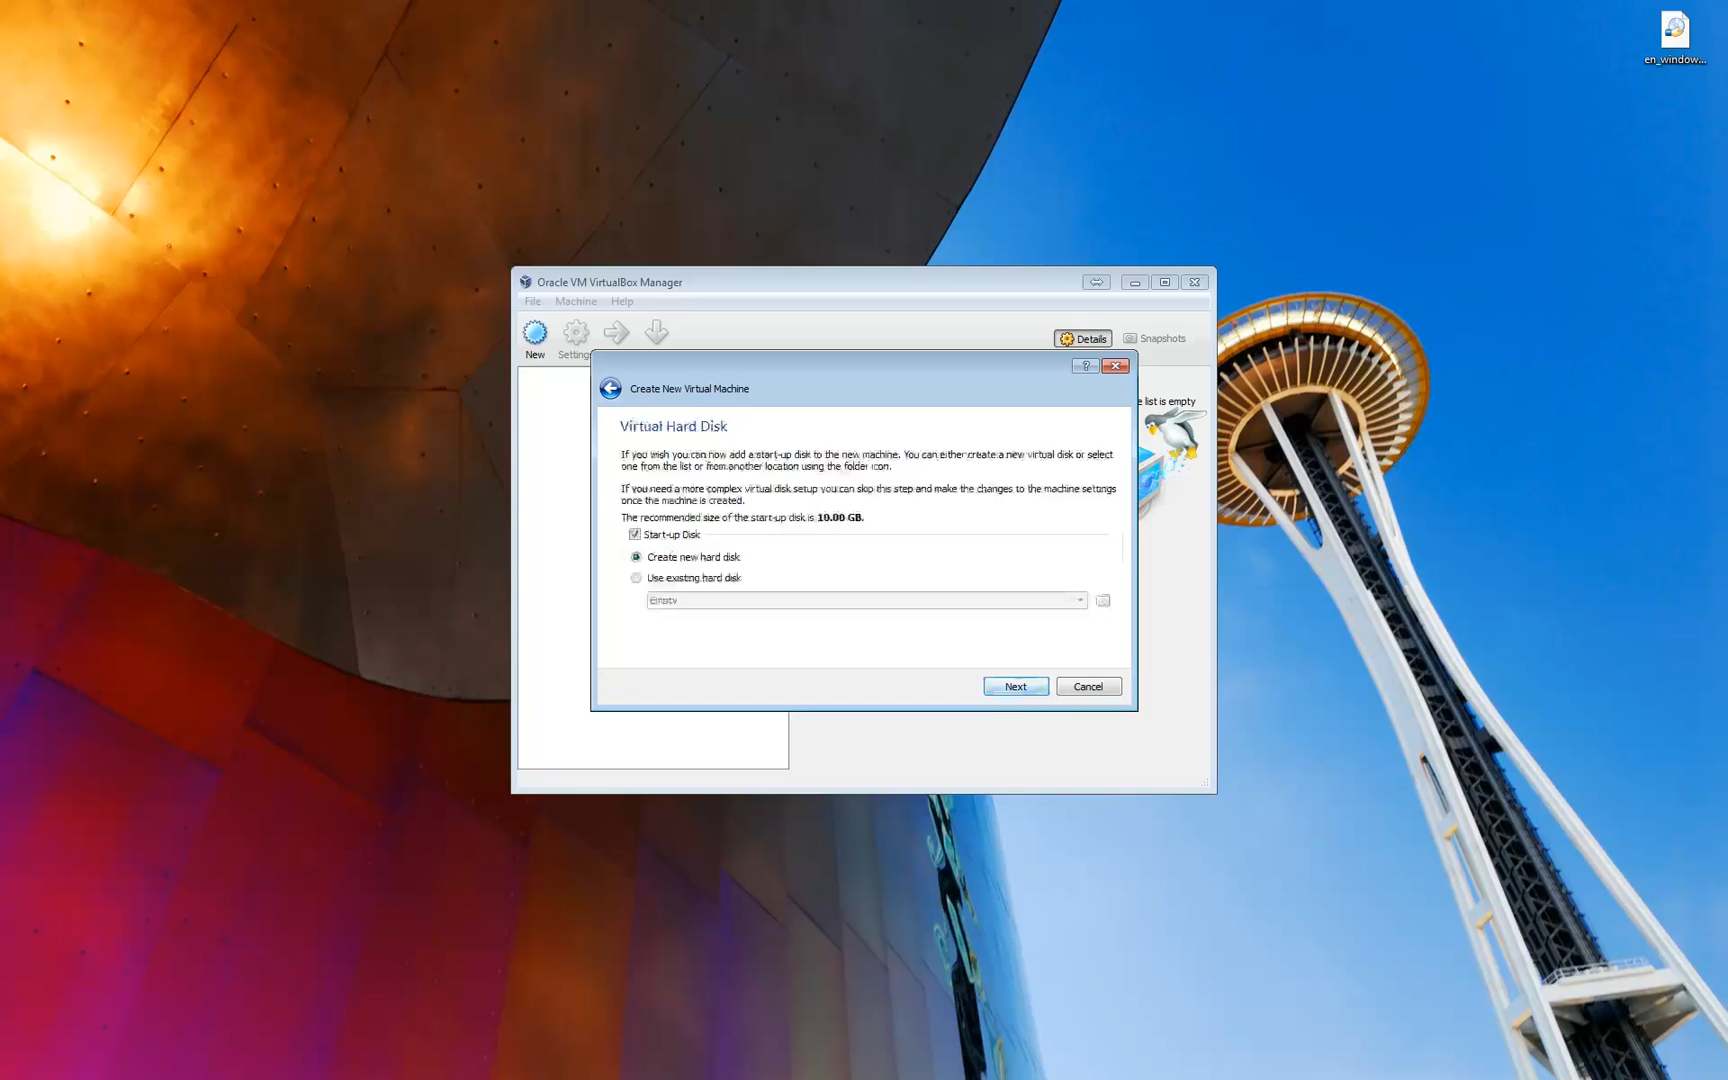 en_window...
Oracle VM VirtualBox Manager
File Machine Help
New Settings
Details Snapshots
e list is empty
Create New Virtual Machine
Virtual Hard Disk
If you wish you can now add a start-up disk to the new machine. You can either create a new virtual disk or select
one from the list or from another location using the folder icon.
If you need a more complex virtual disk setup you can skip this step and make the changes to the machine settings
once the machine is created.
The recommended size of the start-up disk is 10.00 GB.
Start-up Disk
Create new hard disk
Use existing hard disk
Empty
Next Cancel